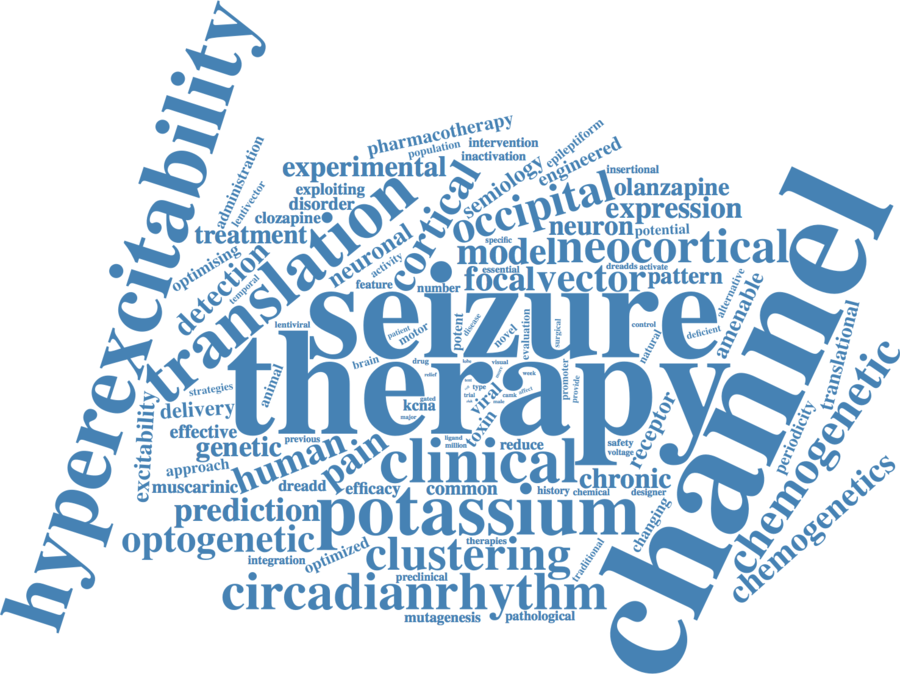 hyperexcitability
pharmacotherapy
population
intervention
inactivation
epileptiform
administration
lentivector
experimental
exploiting
disorder
clozapine
treatment
translation
cortical
semiology
engineered
insertional
occipital
olanzapine
expression
neuron
potential
optimising
detection
temporal
neuronal
activity
feature
number
specific
model
neocortical
essential
focal
vector
dreadds
activate
pattern
alternative
amenable
channel
seizure
lentiviral
patient
motor
potent
disease
novel
evaluation
surgical
control
deficient
natural
therapy
brain
drug
visual
relief
week
type
trial
viral
affect
promoter
provide
gated
kcna
major
toxin
animal
strategies
delivery
effective
excitability
genetic
previous
approach
muscarinic
human
pain
dreadd
efficacy
ligand
million
reduce
clinical
common
safety
voltage
receptor
chronic
history
chemical
designer
translational
periodicity
chemogenetic
chemogenetics
prediction
potassium
optogenetic
integration
optimized
therapies
clustering
preclinical
traditional
changing
circadianrhythm
mutagenesis
pathological